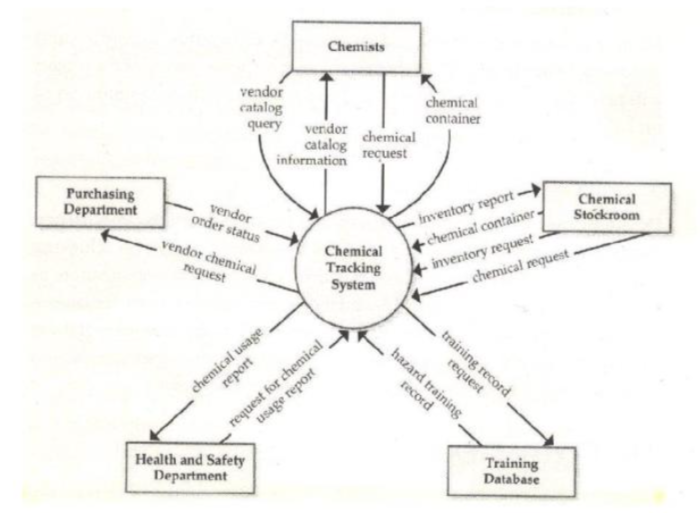 Chemists
vendor
catalog
query
vendor
catalog
information
chemical
request
chemical
container
Purchasing
Department
vendor
order status
vendor chemical
request
Chemical
Tracking
System
inventory report
chemical container
inventory request
chemical request
Chemical
Stockroom
chemical usage
report
request for chemical
usage report
hazard training
record
training record
request
Health and Safety
Department
Training
Database